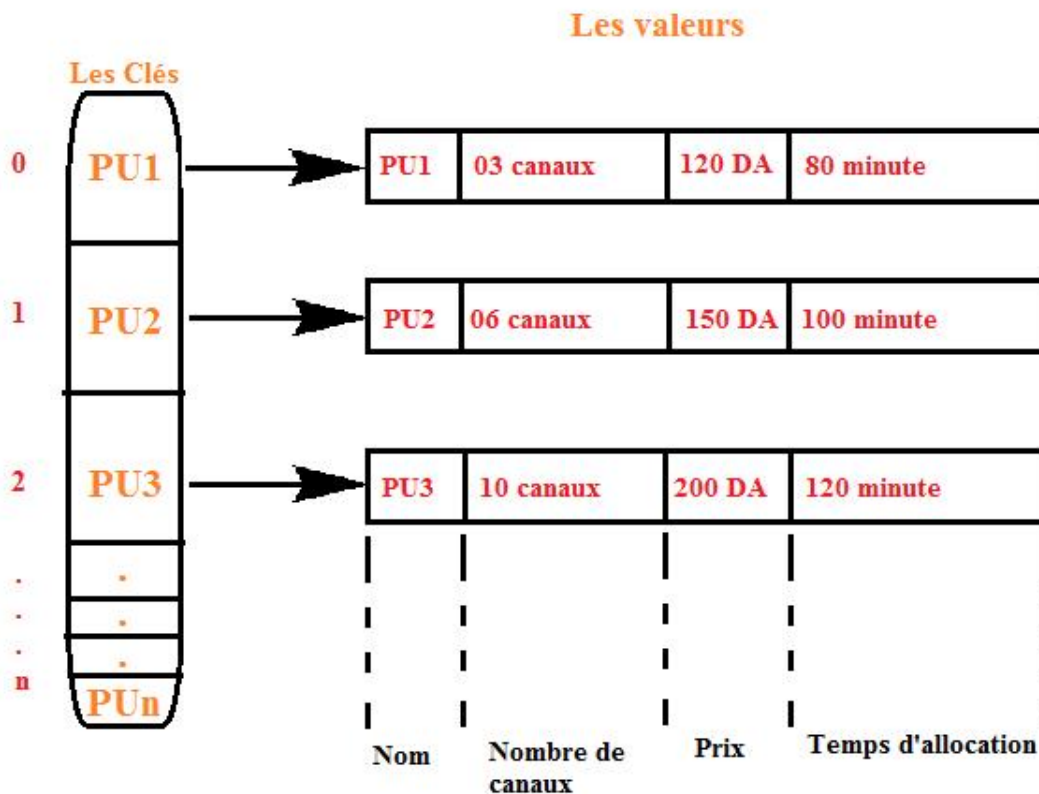 Les valeurs
Les Clés
0 PU1 PU1 03 canaux 120 DA 80 minute
1 PU2 PU2 06 canaux 150 DA 100 minute
2 PU3 PU3 10 canaux 200 DA 120 minute
. .
. .
. .
n PUn
Nom Nombre de canaux Prix Temps d'allocation